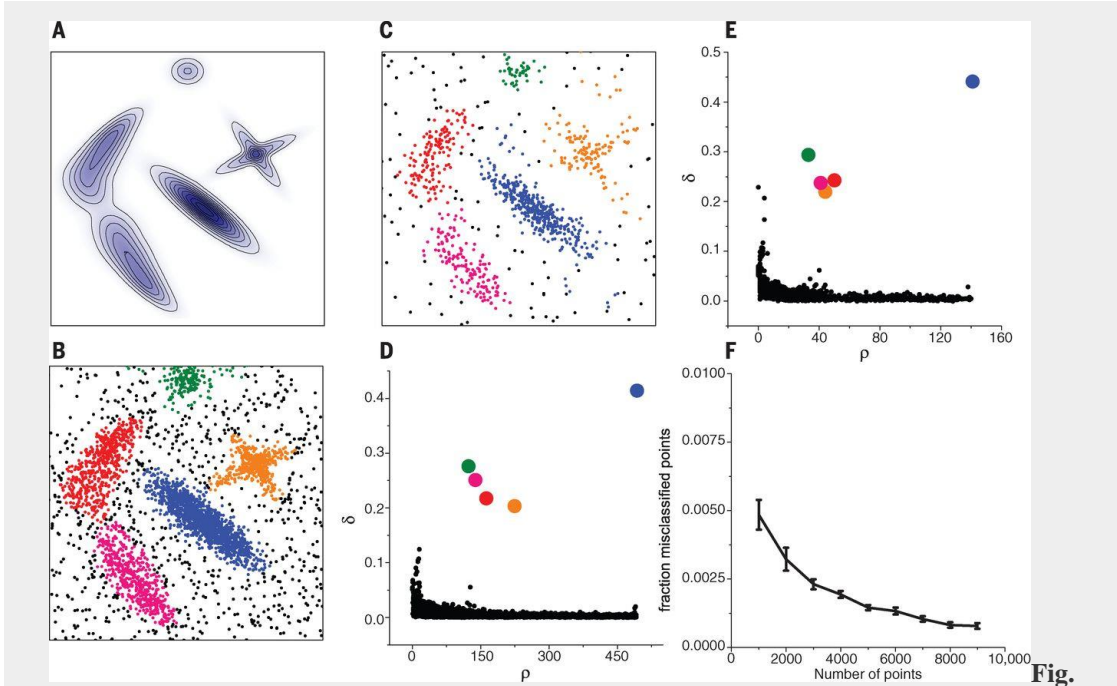 A
C
E
0.5
0.4
0.3
δ
0.2
0.1
0.0
0
40
80
120
160
ρ
B
D
0.4
0.3
δ
0.2
0.1
0.0
0
150
300
450
ρ
F
0.0100
0.0075
fraction misclassified points
0.0050
0.0025
0.0000
0
2000
4000
6000
8000
10,000
Number of points
Fig.